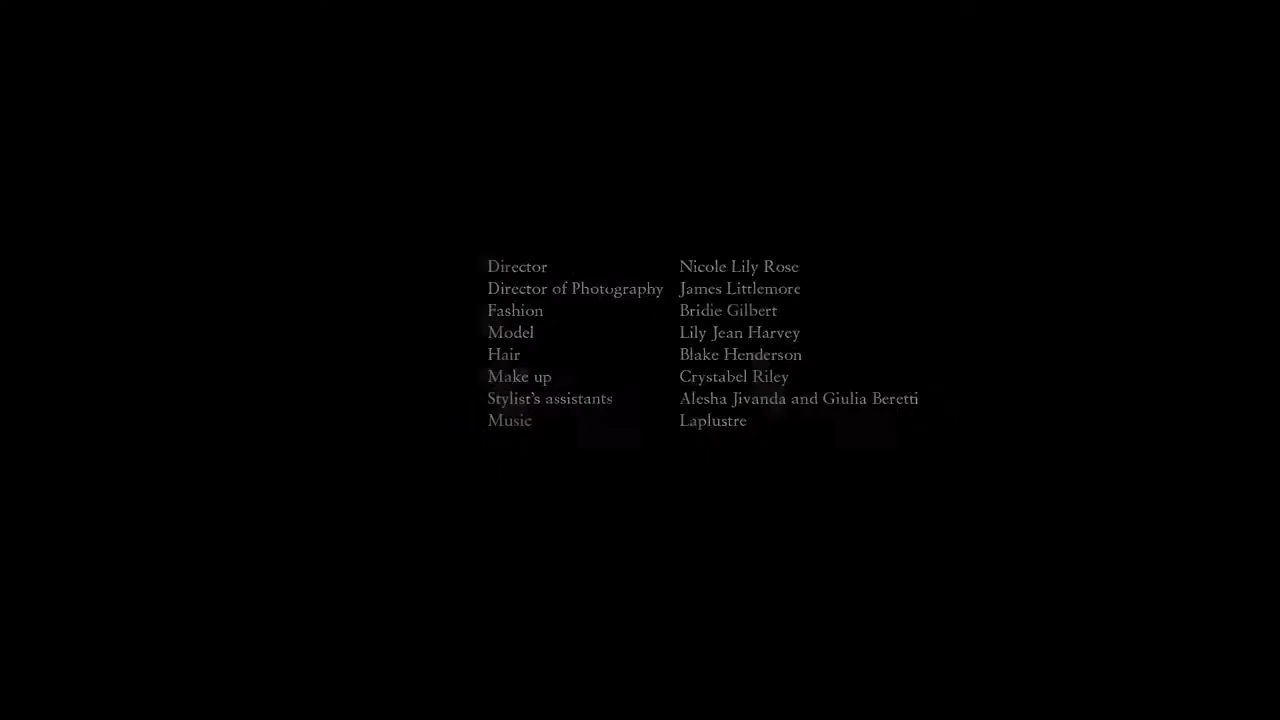 Director Nicole Lily Rose
Director of Photography James Littlemore
Fashion Bridie Gilbert
Model Lily Jean Harvey
Hair Blake Henderson
Make up Crystabel Riley
Stylist's assistants Alesha Jivanda and Giulia Beretti
Music Laplustre